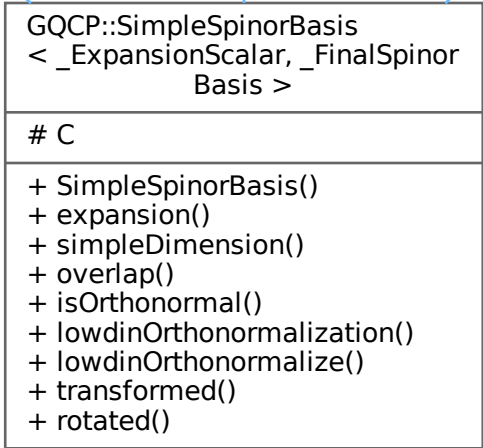 GQCP::SimpleSpinorBasis
< _ExpansionScalar, _FinalSpinor
Basis >
# C
+ SimpleSpinorBasis()
+ expansion()
+ simpleDimension()
+ overlap()
+ isOrthonormal()
+ lowdinOrthonormalization()
+ lowdinOrthonormalize()
+ transformed()
+ rotated()